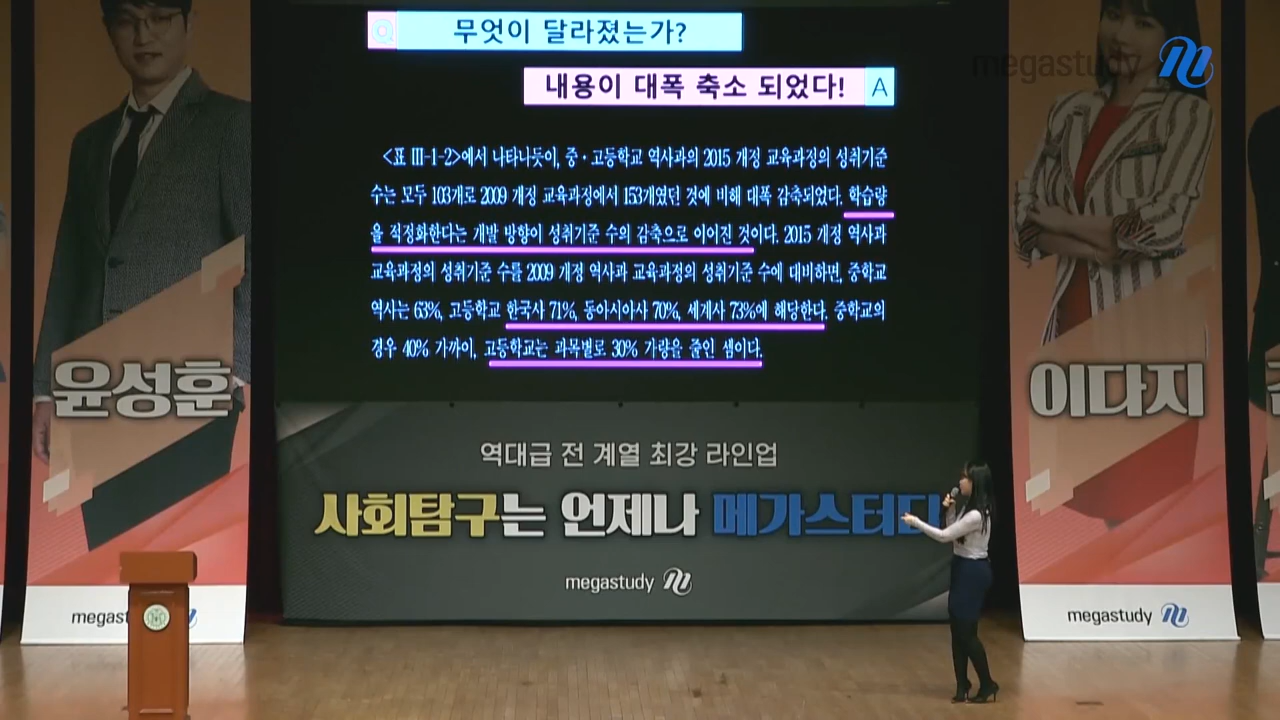 Q 무엇이 달라졌는가?
내용이 대폭 축소 되었다! A
megastudy
<표 Ⅲ-1-2>에서 나타나듯이, 중·고등학교 역사과의 2015 개정 교육과정의 성취기준
수는 모두 103개로 2009 개정 교육과정에서 153개였던 것에 비해 대폭 감축되었다. 학습량
을 적정화한다는 개발 방향이 성취기준 수의 감축으로 이어진 것이다. 2015 개정 역사과
교육과정의 성취기준 수를 2009 개정 역사과 교육과정의 성취기준 수에 대비하면, 중학교
역사는 63%, 고등학교 한국사 71%, 동아시아사 70%, 세계사 73%에 해당한다. 중학교의
경우 40% 가까이, 고등학교는 과목별로 30% 가량을 줄인 셈이다.
윤성훈
이다지
역대급 전 계열 최강 라인업
사회탐구는 언제나 메가스터디
megastudy
megast
megastudy